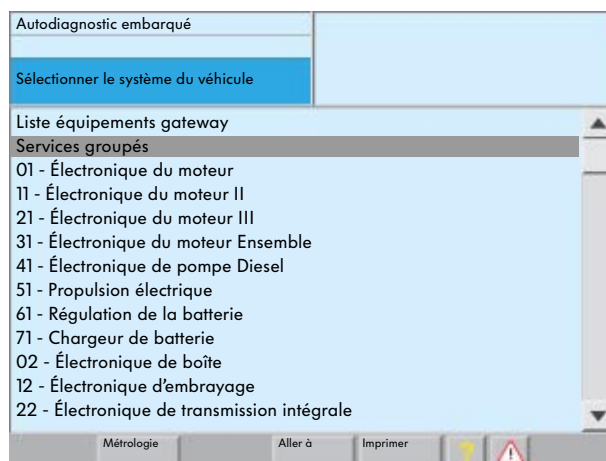 Autodiagnostic embarqué
Sélectionner le système du véhicule
Liste équipements gateway
Services groupés
01 - Électronique du moteur
11 - Électronique du moteur II
21 - Électronique du moteur III
31 - Électronique du moteur Ensemble
41 - Électronique de pompe Diesel
51 - Propulsion électrique
61 - Régulation de la batterie
71 - Chargeur de batterie
02 - Électronique de boîte
12 - Électronique d'embrayage
22 - Électronique de transmission intégrale
Métrologie
Aller à
Imprimer
?